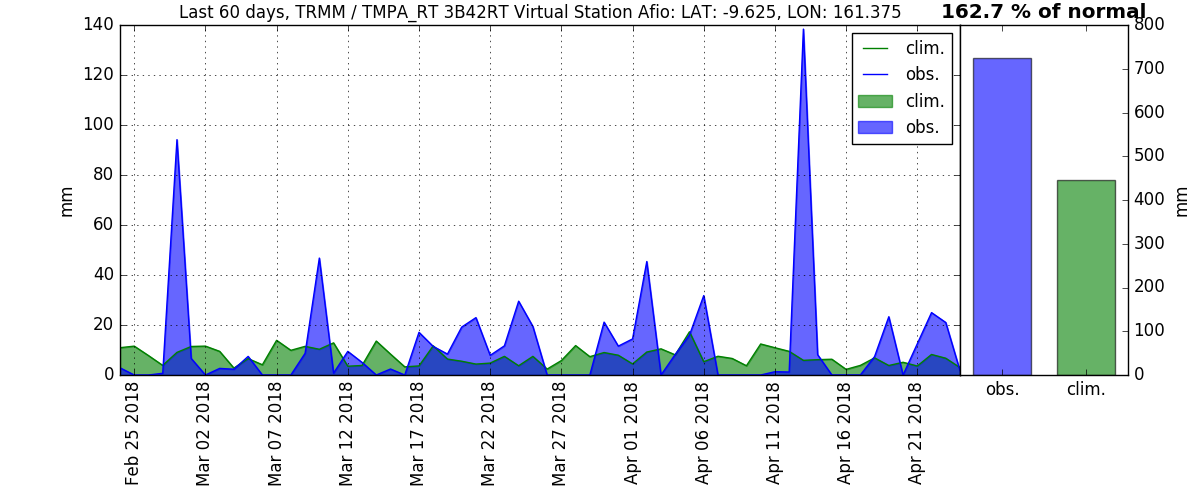 Last 60 days, TRMM / TMPA_RT 3B42RT Virtual Station Afio: LAT: -9.625, LON: 161.375
162.7 % of normal
140
120
100
80
60
40
20
0
mm
clim.
obs.
clim.
obs.
Feb 25 2018
Mar 02 2018
Mar 07 2018
Mar 12 2018
Mar 17 2018
Mar 22 2018
Mar 27 2018
Apr 01 2018
Apr 06 2018
Apr 11 2018
Apr 16 2018
Apr 21 2018
800
700
600
500
400
300
200
100
0
mm
obs.
clim.